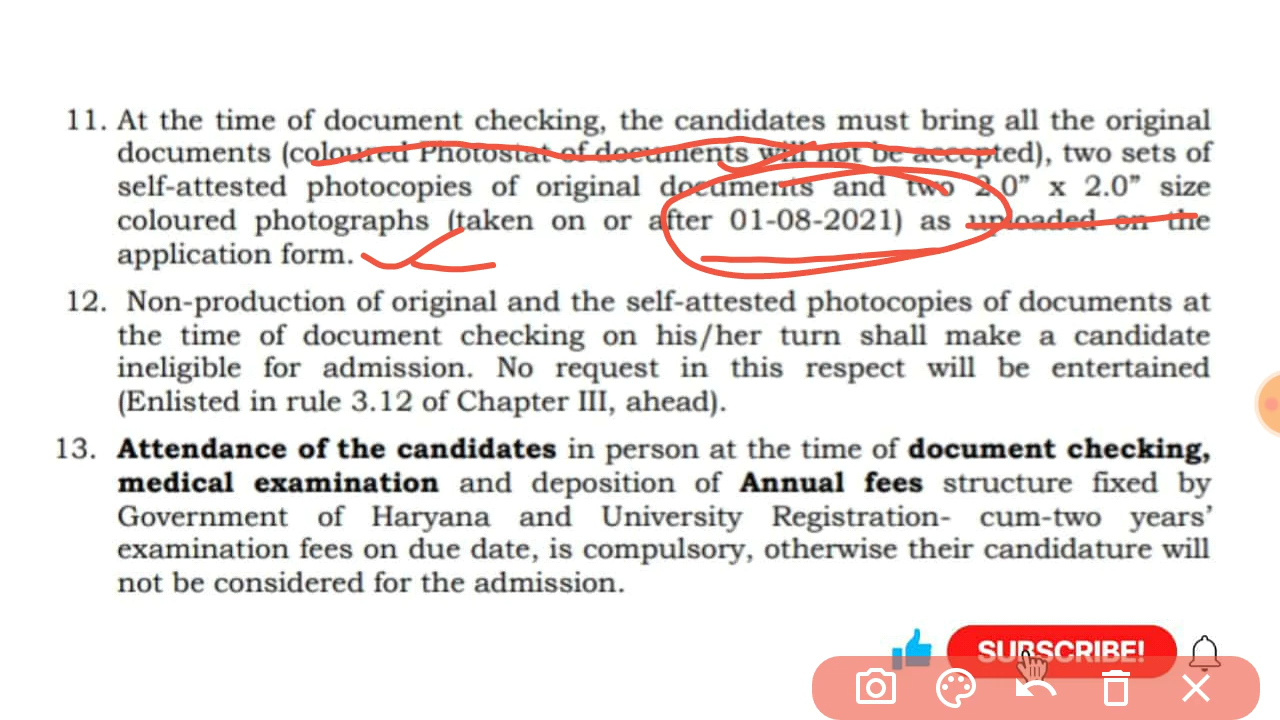 11. At the time of document checking, the candidates must bring all the original
documents (coloured Photostat of documents will not be accepted), two sets of
self-attested photocopies of original documents and two 2.0” x 2.0” size
coloured photographs (taken on or after 01-08-2021) as uploaded on the
application form.
12. Non-production of original and the self-attested photocopies of documents at
the time of document checking on his/her turn shall make a candidate
ineligible for admission. No request in this respect will be entertained
(Enlisted in rule 3.12 of Chapter III, ahead).
13. Attendance of the candidates in person at the time of document checking,
medical examination and deposition of Annual fees structure fixed by
Government of Haryana and University Registration- cum-two years’
examination fees on due date, is compulsory, otherwise their candidature will
not be considered for the admission.
SUBSCRIBE!